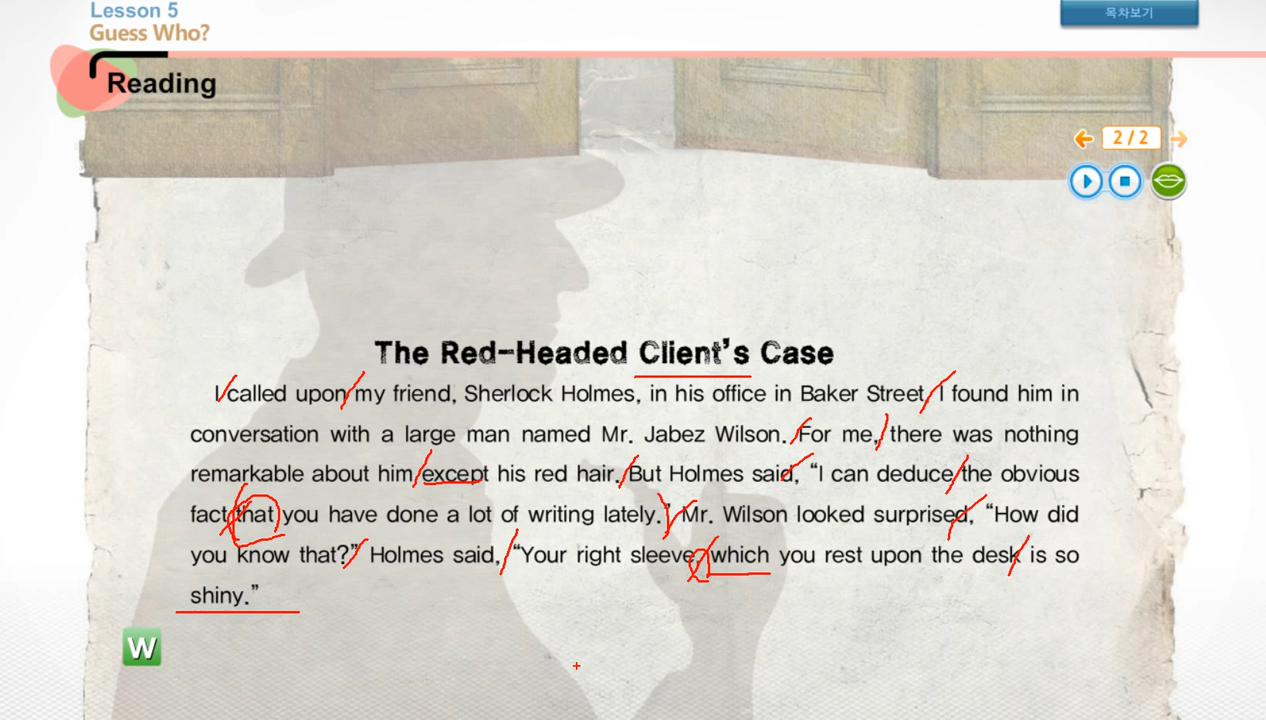 Lesson 5
Guess Who?
목차보기
Reading
2/2
The Red-Headed Client's Case
I called upon my friend, Sherlock Holmes, in his office in Baker Street. I found him in
conversation with a large man named Mr. Jabez Wilson. For me, there was nothing
remarkable about him except his red hair. But Holmes said, “I can deduce the obvious
fact that you have done a lot of writing lately.” Mr. Wilson looked surprised, “How did
you know that?” Holmes said, “Your right sleeve, which you rest upon the desk is so
shiny.”
W